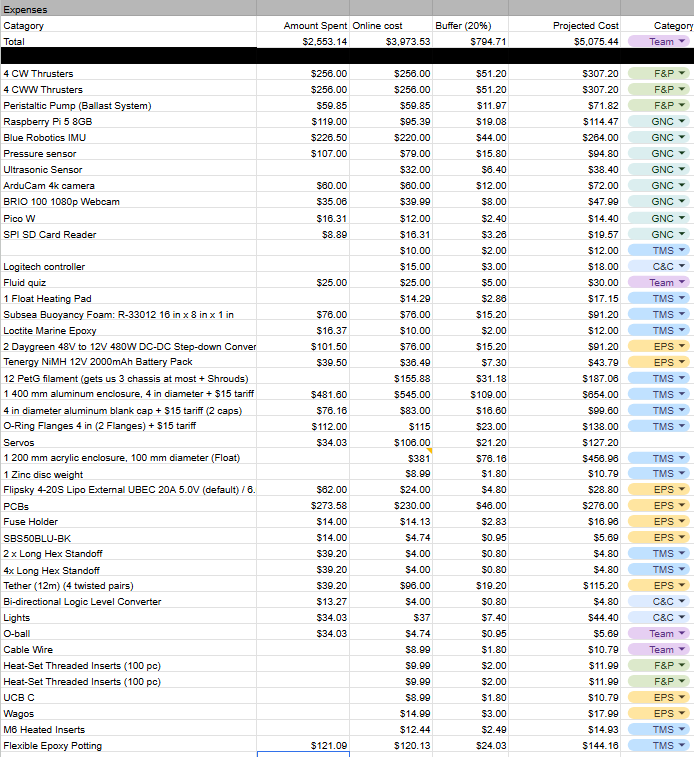 Expenses
Catagory Amount Spent Online cost Buffer (20%) Projected Cost Category
Total $2,553.14 $3,973.53 $794.71 $5,075.44 Team
4 CW Thrusters $256.00 $256.00 $51.20 $307.20 F&P
4 CWW Thrusters $256.00 $256.00 $51.20 $307.20 F&P
Peristaltic Pump (Ballast System) $59.85 $59.85 $11.97 $71.82 F&P
Raspberry Pi 5 8GB $119.00 $95.39 $19.08 $114.47 GNC
Blue Robotics IMU $226.50 $220.00 $44.00 $264.00 GNC
Pressure sensor $107.00 $79.00 $15.80 $94.80 GNC
Ultrasonic Sensor $32.00 $6.40 $38.40 GNC
ArduCam 4k camera $60.00 $60.00 $12.00 $72.00 GNC
BRIO 100 1080p Webcam $35.06 $39.99 $8.00 $47.99 GNC
Pico W $16.31 $12.00 $2.40 $14.40 GNC
SPI SD Card Reader $8.89 $16.31 $3.26 $19.57 GNC
$10.00 $2.00 $12.00 TMS
Logitech controller $15.00 $3.00 $18.00 C&C
Fluid quiz $25.00 $25.00 $5.00 $30.00 Team
1 Float Heating Pad $14.29 $2.86 $17.15 TMS
Subsea Buoyancy Foam: R-33012 16 in x 8 in x 1 in $76.00 $76.00 $15.20 $91.20 TMS
Loctite Marine Epoxy $16.37 $10.00 $2.00 $12.00 TMS
2 Daygreen 48V to 12V 480W DC-DC Step-down Conver $101.50 $76.00 $15.20 $91.20 EPS
Tenergy NiMH 12V 2000mAh Battery Pack $39.50 $36.49 $7.30 $43.79 EPS
12 PetG filament (gets us 3 chassis at most + Shrouds) $155.88 $31.18 $187.06 TMS
1 400 mm aluminum enclosure, 4 in diameter + $15 tariff $481.60 $545.00 $109.00 $654.00 TMS
4 in diameter aluminum blank cap + $15 tariff (2 caps) $76.16 $83.00 $16.60 $99.60 TMS
O-Ring Flanges 4 in (2 Flanges) + $15 tariff $112.00 $115 $23.00 $138.00 TMS
Servos $34.03 $106.00 $21.20 $127.20
1 200 mm acrylic enclosure, 100 mm diameter (Float) $381 $76.16 $456.96 TMS
1 Zinc disc weight $8.99 $1.80 $10.79 TMS
Flipsky 4-20S Lipo External UBEC 20A 5.0V (default) / 6. $62.00 $24.00 $4.80 $28.80 EPS
PCBs $273.58 $230.00 $46.00 $276.00 EPS
Fuse Holder $14.00 $14.13 $2.83 $16.96 EPS
SBS50BLU-BK $14.00 $4.74 $0.95 $5.69 EPS
2 x Long Hex Standoff $39.20 $4.00 $0.80 $4.80 TMS
4x Long Hex Standoff $39.20 $4.00 $0.80 $4.80 TMS
Tether (12m) (4 twisted pairs) $39.20 $96.00 $19.20 $115.20 EPS
Bi-directional Logic Level Converter $13.27 $4.00 $0.80 $4.80 C&C
Lights $34.03 $37 $7.40 $44.40 C&C
O-ball $34.03 $4.74 $0.95 $5.69 Team
Cable Wire $8.99 $1.80 $10.79 Team
Heat-Set Threaded Inserts (100 pc) $9.99 $2.00 $11.99 F&P
Heat-Set Threaded Inserts (100 pc) $9.99 $2.00 $11.99 F&P
UCB C $8.99 $1.80 $10.79 EPS
Wagos $14.99 $3.00 $17.99 EPS
M6 Heated Inserts $12.44 $2.49 $14.93 TMS
Flexible Epoxy Potting $121.09 $120.13 $24.03 $144.16 TMS